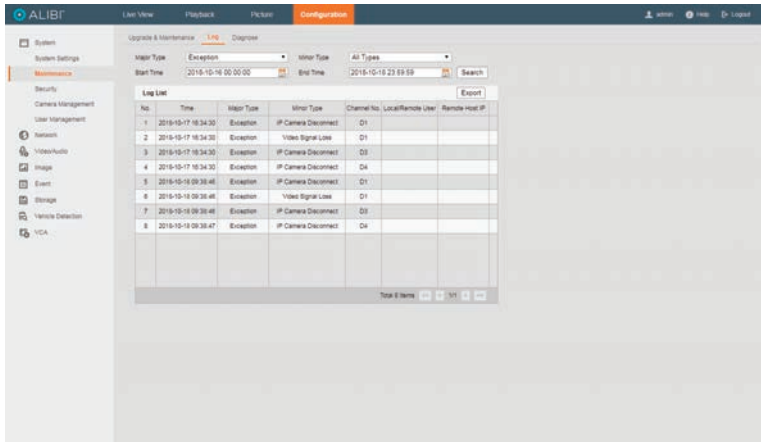 ALIBI Live View Playback Picture Configuration admin Help Logout
System
System Settings
Maintenance
Security
Camera Management
User Management
Network
Video/Audio
Image
Event
Storage
Vehicle Detection
VCA
Upgrade & Maintenance Log Diagnose
Major Type Exception Minor Type All Types
Start Time 2018-10-16 00:00:00 End Time 2018-10-18 23:59:59 Search
Log List Export
No. Time Major Type Minor Type Channel No. Local/Remote User Remote Host IP
1 2018-10-17 16:34:30 Exception IP Camera Disconnect D1
2 2018-10-17 16:34:30 Exception Video Signal Loss D1
3 2018-10-17 16:34:30 Exception IP Camera Disconnect D3
4 2018-10-17 16:34:30 Exception IP Camera Disconnect D4
5 2018-10-18 09:38:46 Exception IP Camera Disconnect D1
6 2018-10-18 09:38:46 Exception Video Signal Loss D1
7 2018-10-18 09:38:46 Exception IP Camera Disconnect D3
8 2018-10-18 09:38:47 Exception IP Camera Disconnect D4
Total 8 Items << < 1/1 > >>